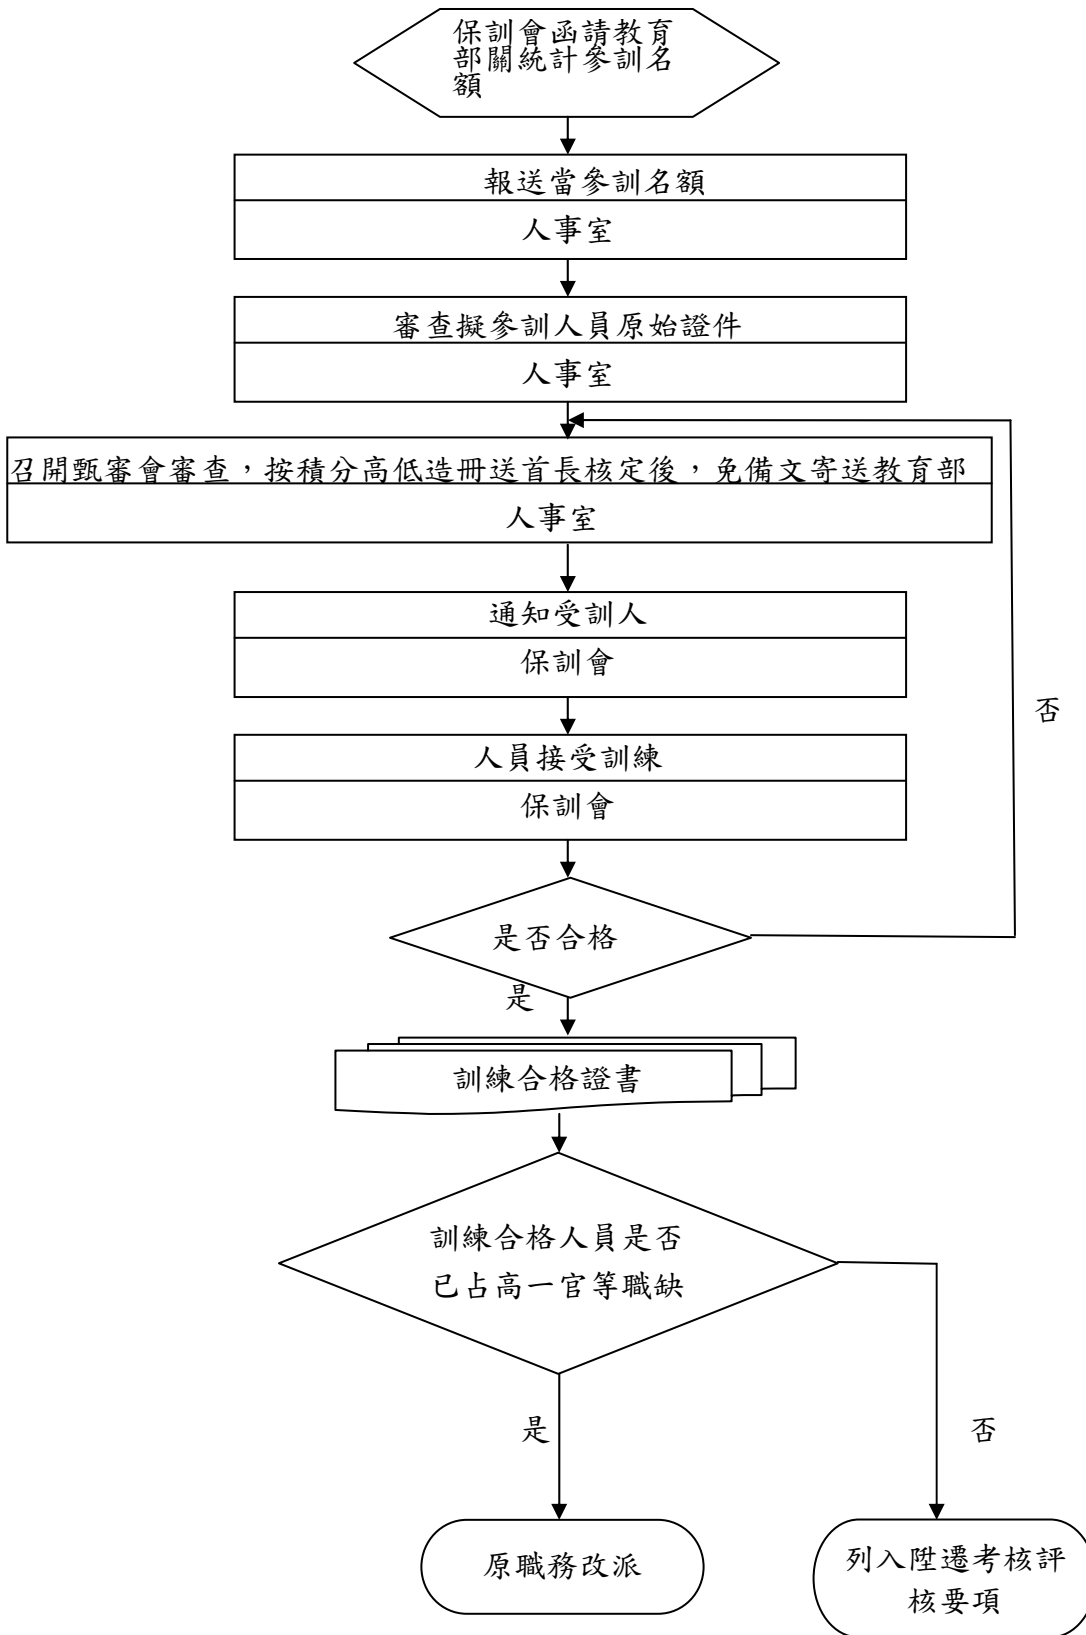 保訓會函請教育
部關統計參訓名
額
報送當參訓名額
人事室
審查擬參訓人員原始證件
人事室
召開甄審會審查，按積分高低造冊送首長核定後，免備文寄送教育部
人事室
通知受訓人
保訓會
否
人員接受訓練
保訓會
是否合格
是
訓練合格證書
訓練合格人員是否
已占高一官等職缺
是
否
原職務改派
列入陞遷考核評
核要項